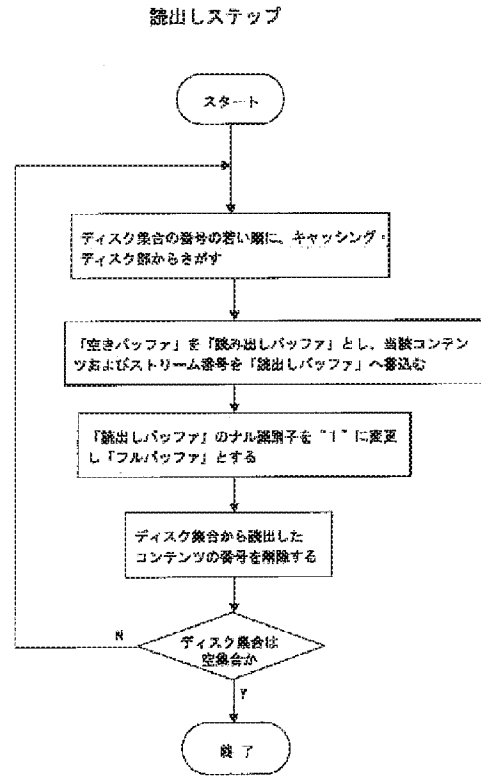 読出しステップ
スタート
ディスク集合の番号の若い順に、キャッシング・
ディスク部からさがす
「空きバッファ」を「読み出しバッファ」とし、当該コンテン
ツおよびストリーム番号を「読出しバッファ」へ書込む
「読出しバッファ」のナル識別子を“１”に変更
し「フルバッファ」とする
ディスク集合から読出した
コンテンツの番号を削除する
N
ディスク集合は
空集合か
Y
終 了